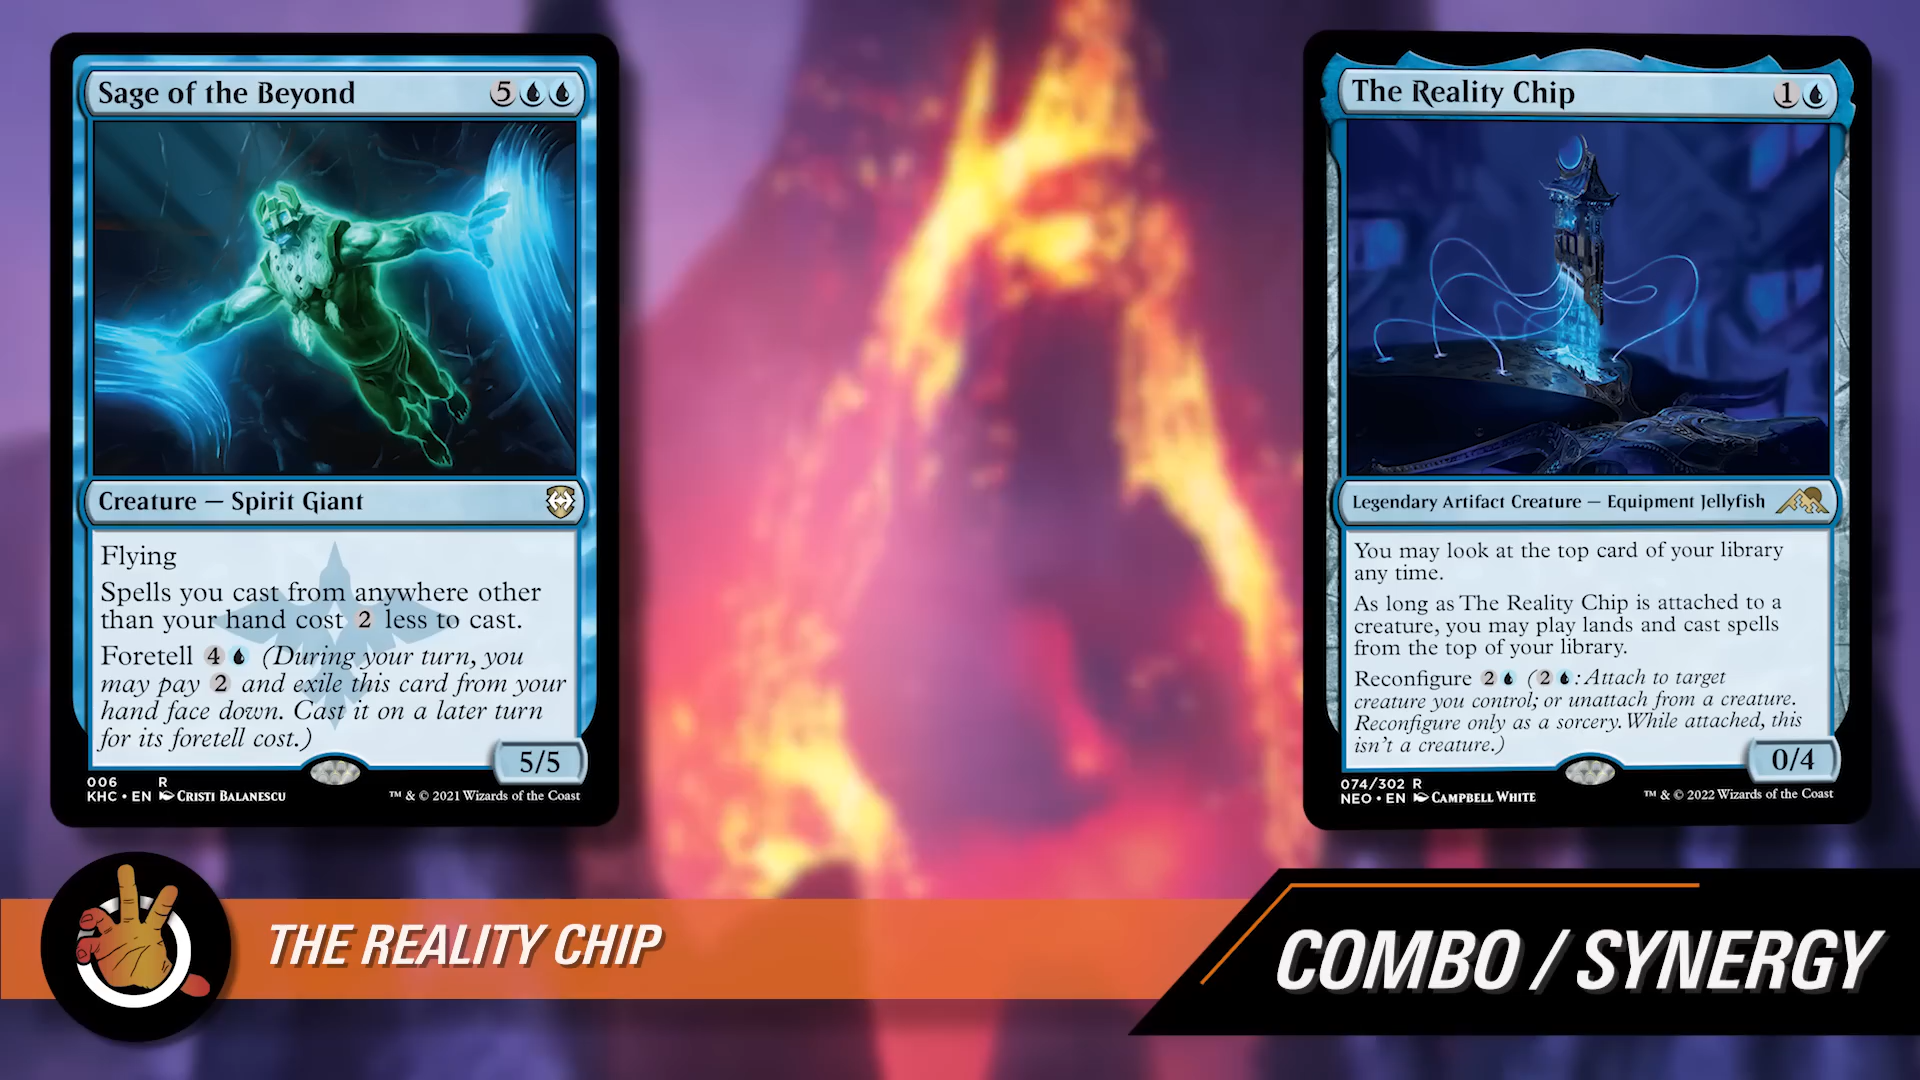 Sage of the Beyond 5
Creature — Spirit Giant
Flying
Spells you cast from anywhere other
than your hand cost 2 less to cast.
Foretell 4 (During your turn, you
may pay 2 and exile this card from your
hand face down. Cast it on a later turn
for its foretell cost.)
5/5
006 R
KHC • EN CRISTI BALANESCU ™ & © 2021 Wizards of the Coast
The Reality Chip 1
Legendary Artifact Creature — Equipment Jellyfish
You may look at the top card of your library
any time.
As long as The Reality Chip is attached to a
creature, you may play lands and cast spells
from the top of your library.
Reconfigure 2 (2 : Attach to target
creature you control; or unattach from a creature.
Reconfigure only as a sorcery. While attached, this
isn't a creature.)
0/4
074/302 R
NEO • EN CAMPBELL WHITE ™ & © 2022 Wizards of the Coast
THE REALITY CHIP
COMBO / SYNERGY